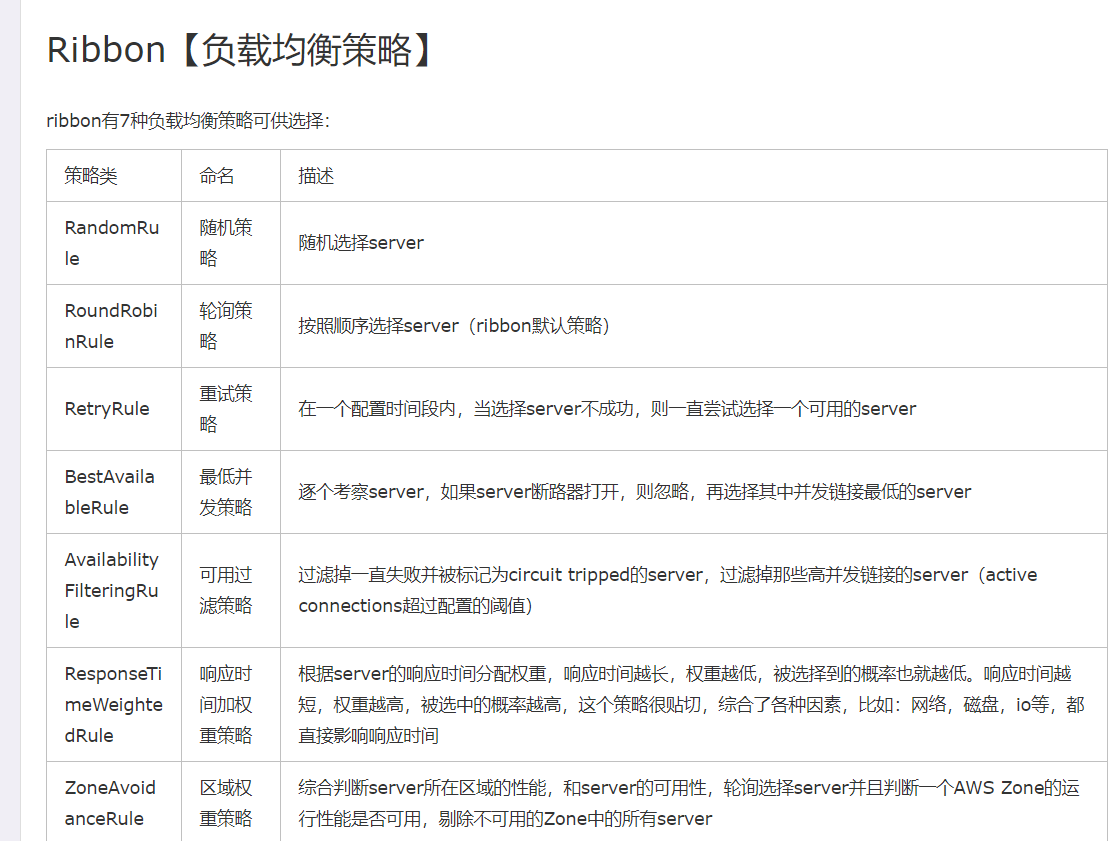 Ribbon【负载均衡策略】
ribbon有7种负载均衡策略可供选择：
策略类
命名
描述
RandomRu
le
随机策
略
随机选择server
RoundRobi
nRule
轮询策
略
按照顺序选择server（ribbon默认策略）
RetryRule
重试策
略
在一个配置时间段内，当选择server不成功，则一直尝试选择一个可用的server
BestAvaila
bleRule
最低并
发策略
逐个考察server，如果server断路器打开，则忽略，再选择其中并发链接最低的server
Availability
FilteringRu
le
可用过
滤策略
过滤掉一直失败并被标记为circuit tripped的server，过滤掉那些高并发链接的server（active
connections超过配置的阈值）
ResponseTi
meWeighte
dRule
响应时
间加权
重策略
根据server的响应时间分配权重，响应时间越长，权重越低，被选择到的概率也就越低。响应时间越
短，权重越高，被选中的概率越高，这个策略很贴切，综合了各种因素，比如：网络，磁盘，io等，都
直接影响响应时间
ZoneAvoid
anceRule
区域权
重策略
综合判断server所在区域的性能，和server的可用性，轮询选择server并且判断一个AWS Zone的运
行性能是否可用，剔除不可用的Zone中的所有server